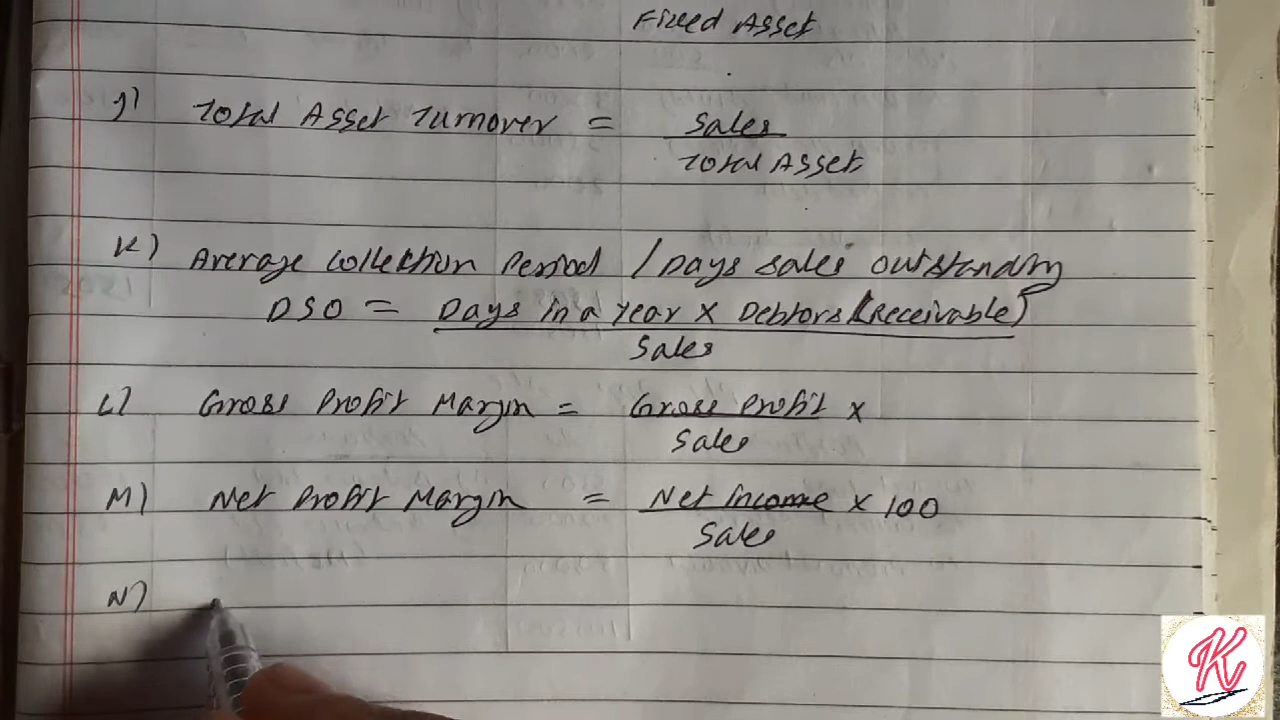 Fixed Asset
J) Total Asset Turnover = Sales
Total Asset
K) Average Collection Period / Days sales outstanding
DSO = Days in a year X Debtors (Receivable)
Sales
L) Gross Profit Margin = Gross Profit X
Sales
M) Net Profit Margin = Net income X 100
Sales
N)
K